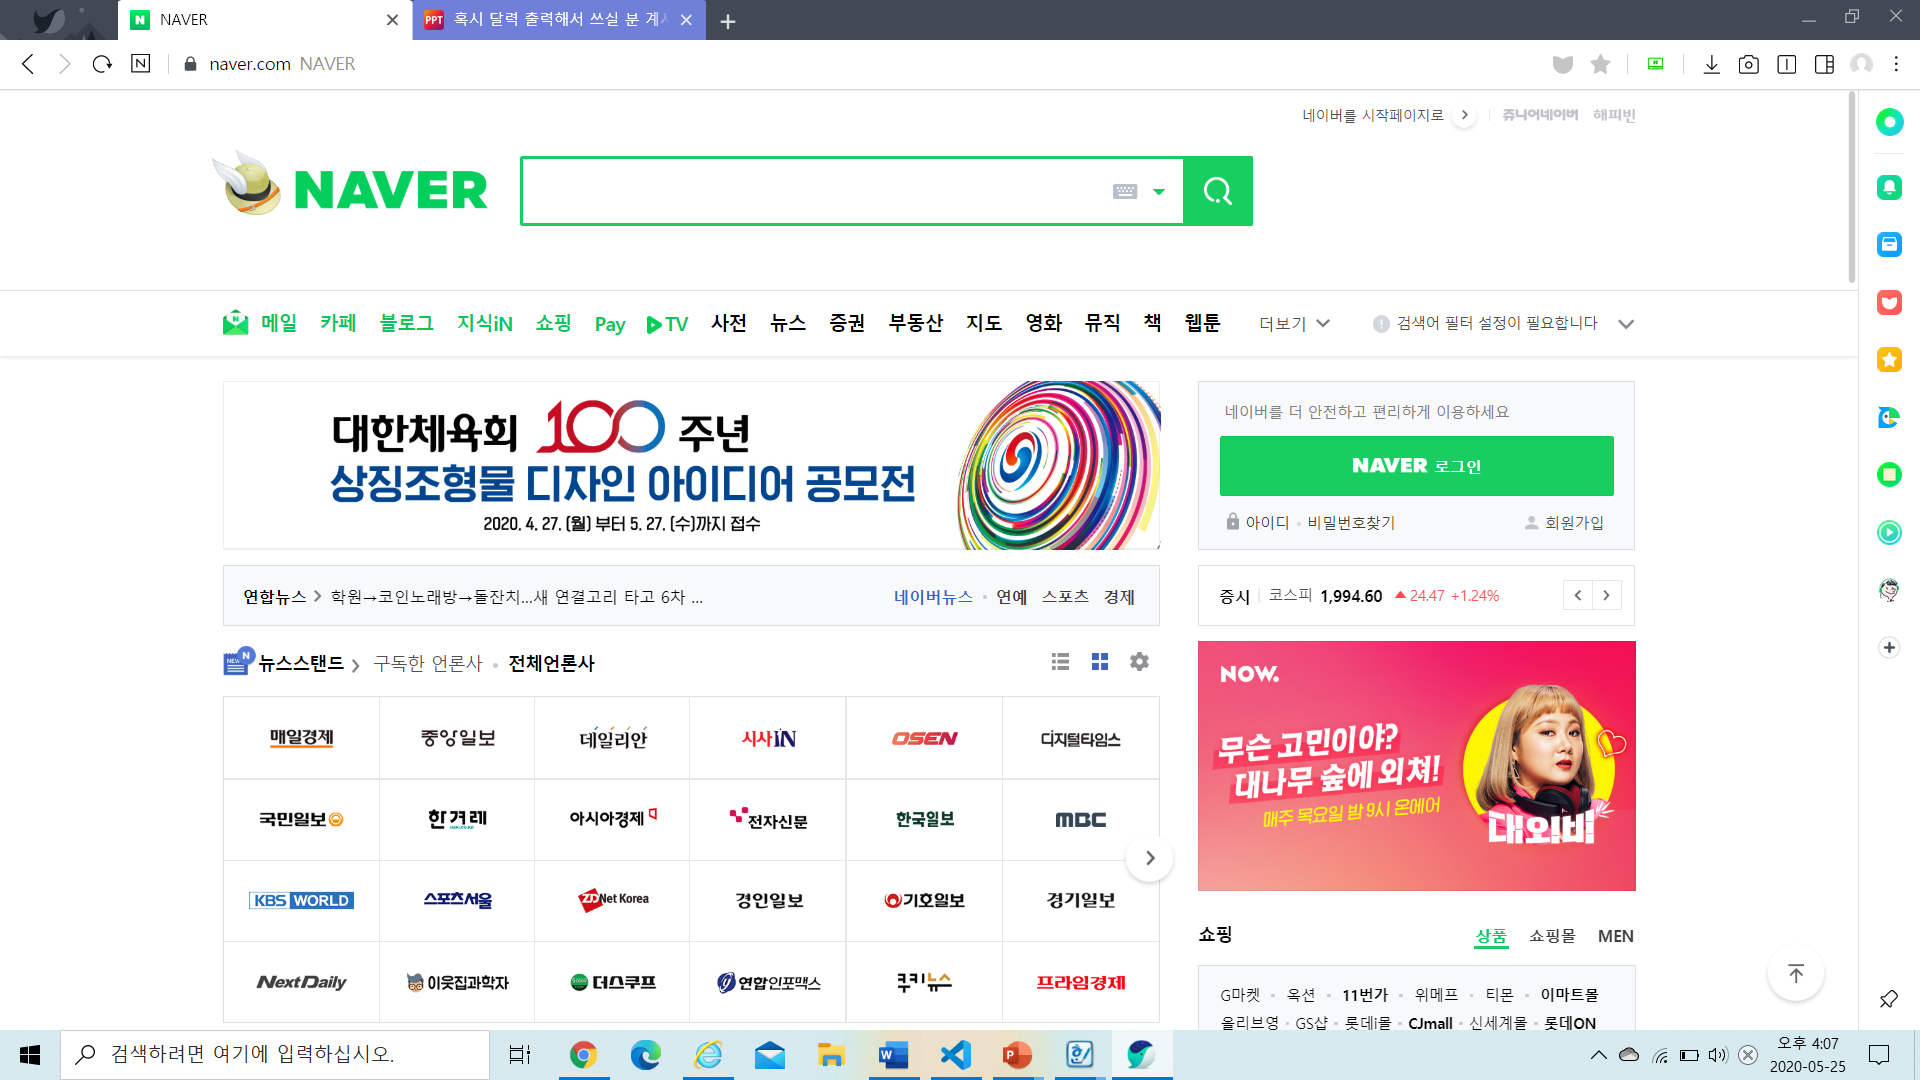 NAVER
혹시 달력 출력해서 쓰실 분 계시
naver.com NAVER
네이버를 시작페이지로
쥬니어네이버 해피빈
NAVER
메일 카페 블로그 지식iN 쇼핑 Pay TV 사전 뉴스 증권 부동산 지도 영화 뮤직 책 웹툰 더보기 검색어 필터 설정이 필요합니다
대한체육회 100 주년
상징조형물 디자인 아이디어 공모전
2020. 4. 27. (월) 부터 5. 27. (수)까지 접수
네이버를 더 안전하고 편리하게 이용하세요
NAVER 로그인
아이디 · 비밀번호찾기 회원가입
연합뉴스 학원→코인노래방→돌잔치...새 연결고리 타고 6차 ...
네이버뉴스 · 연예 스포츠 경제
증시 코스피 1,994.60 ▲ 24.47 +1.24%
뉴스스탠드 구독한 언론사 · 전체언론사
매일경제 중앙일보 데일리안 시사IN OSEN 디지털타임스
국민일보 한겨레 아시아경제 전자신문 한국일보 MBC
KBS WORLD 스포츠서울 ZDNet Korea 경인일보 기호일보 경기일보
NextDaily 이웃집과학자 더스쿠프 연합인포맥스 쿠키뉴스 프라임경제
NOW.
무슨 고민이야?
대나무 숲에 외쳐!
매주 목요일 밤 9시 온에어
대외비
쇼핑
상품 쇼핑몰 MEN
G마켓 · 옥션 · 11번가 · 위메프 · 티몬 · 이마트몰
올리브영 · GS샵 · 롯데i몰 · CJmall · 신세계몰 · 롯데ON
검색하려면 여기에 입력하십시오.
오후 4:07
2020-05-25